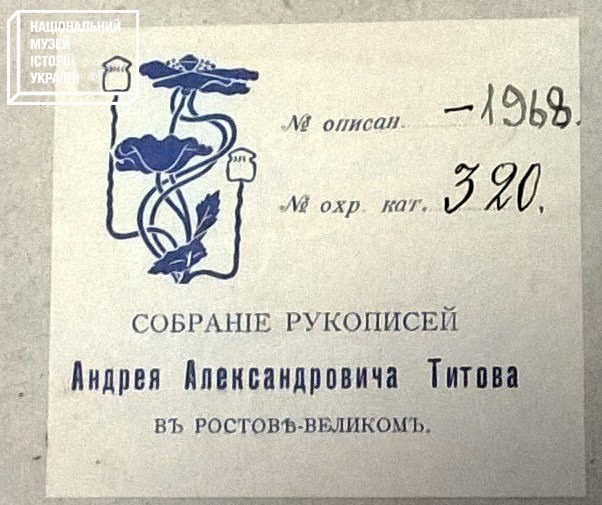 НАЦІОНАЛЬНИЙ
МУЗЕЙ
ІСТОРІЇ
УКРАЇНИ
№ описан. –1968.
№ охр. кат. 320.
СОБРАНІЕ РУКОПИСЕЙ
Андрея Александровича Титова
ВЪ РОСТОВѢ-ВЕЛИКОМЪ.